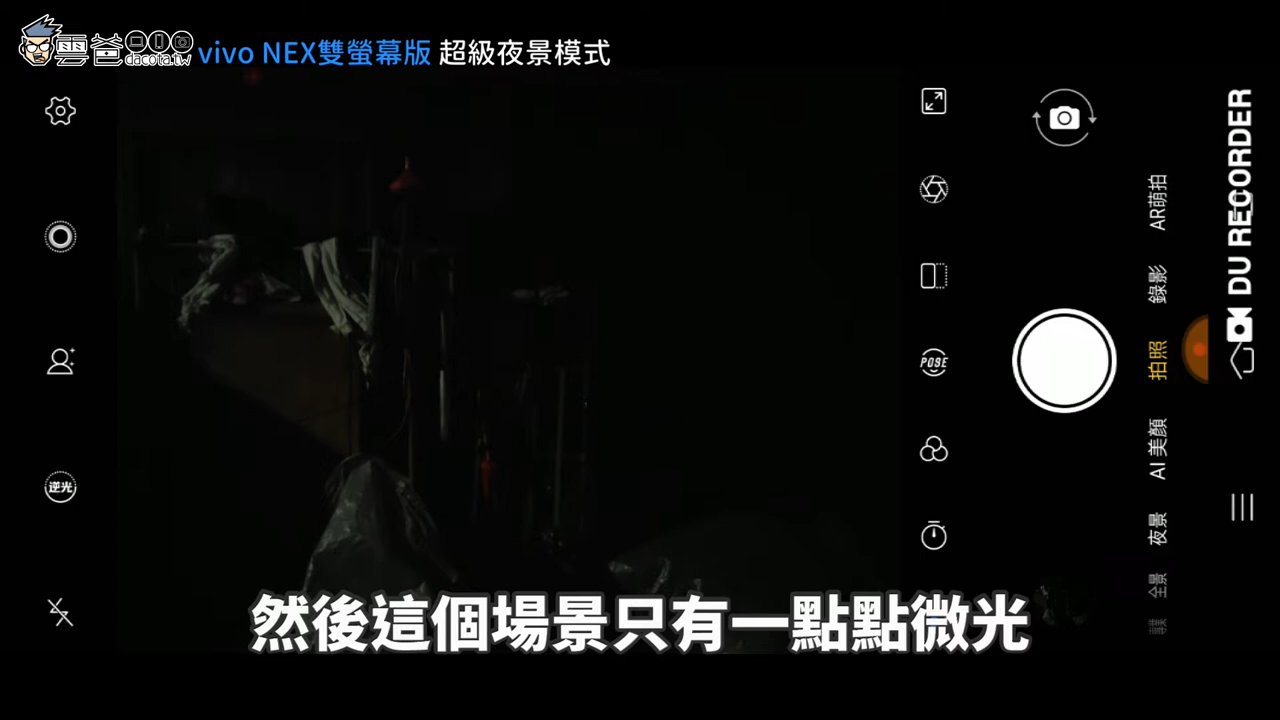 雲爸
dacota.tw
vivo NEX雙螢幕版 超級夜景模式
AR萌拍
錄影
拍照
AI 美顏
夜景
全景
POSE
逆光
DU RECORDER
然後這個場景只有一點點微光